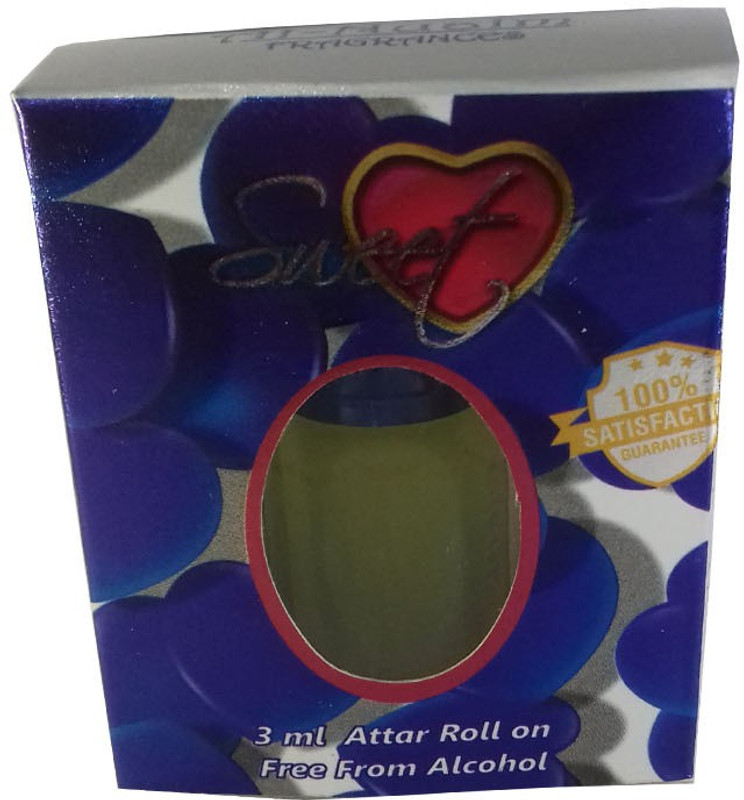 FRAGRANCES
Sweet
100%
SATISFACTI
GUARANTEE
3 ml Attar Roll on
Free From Alcohol